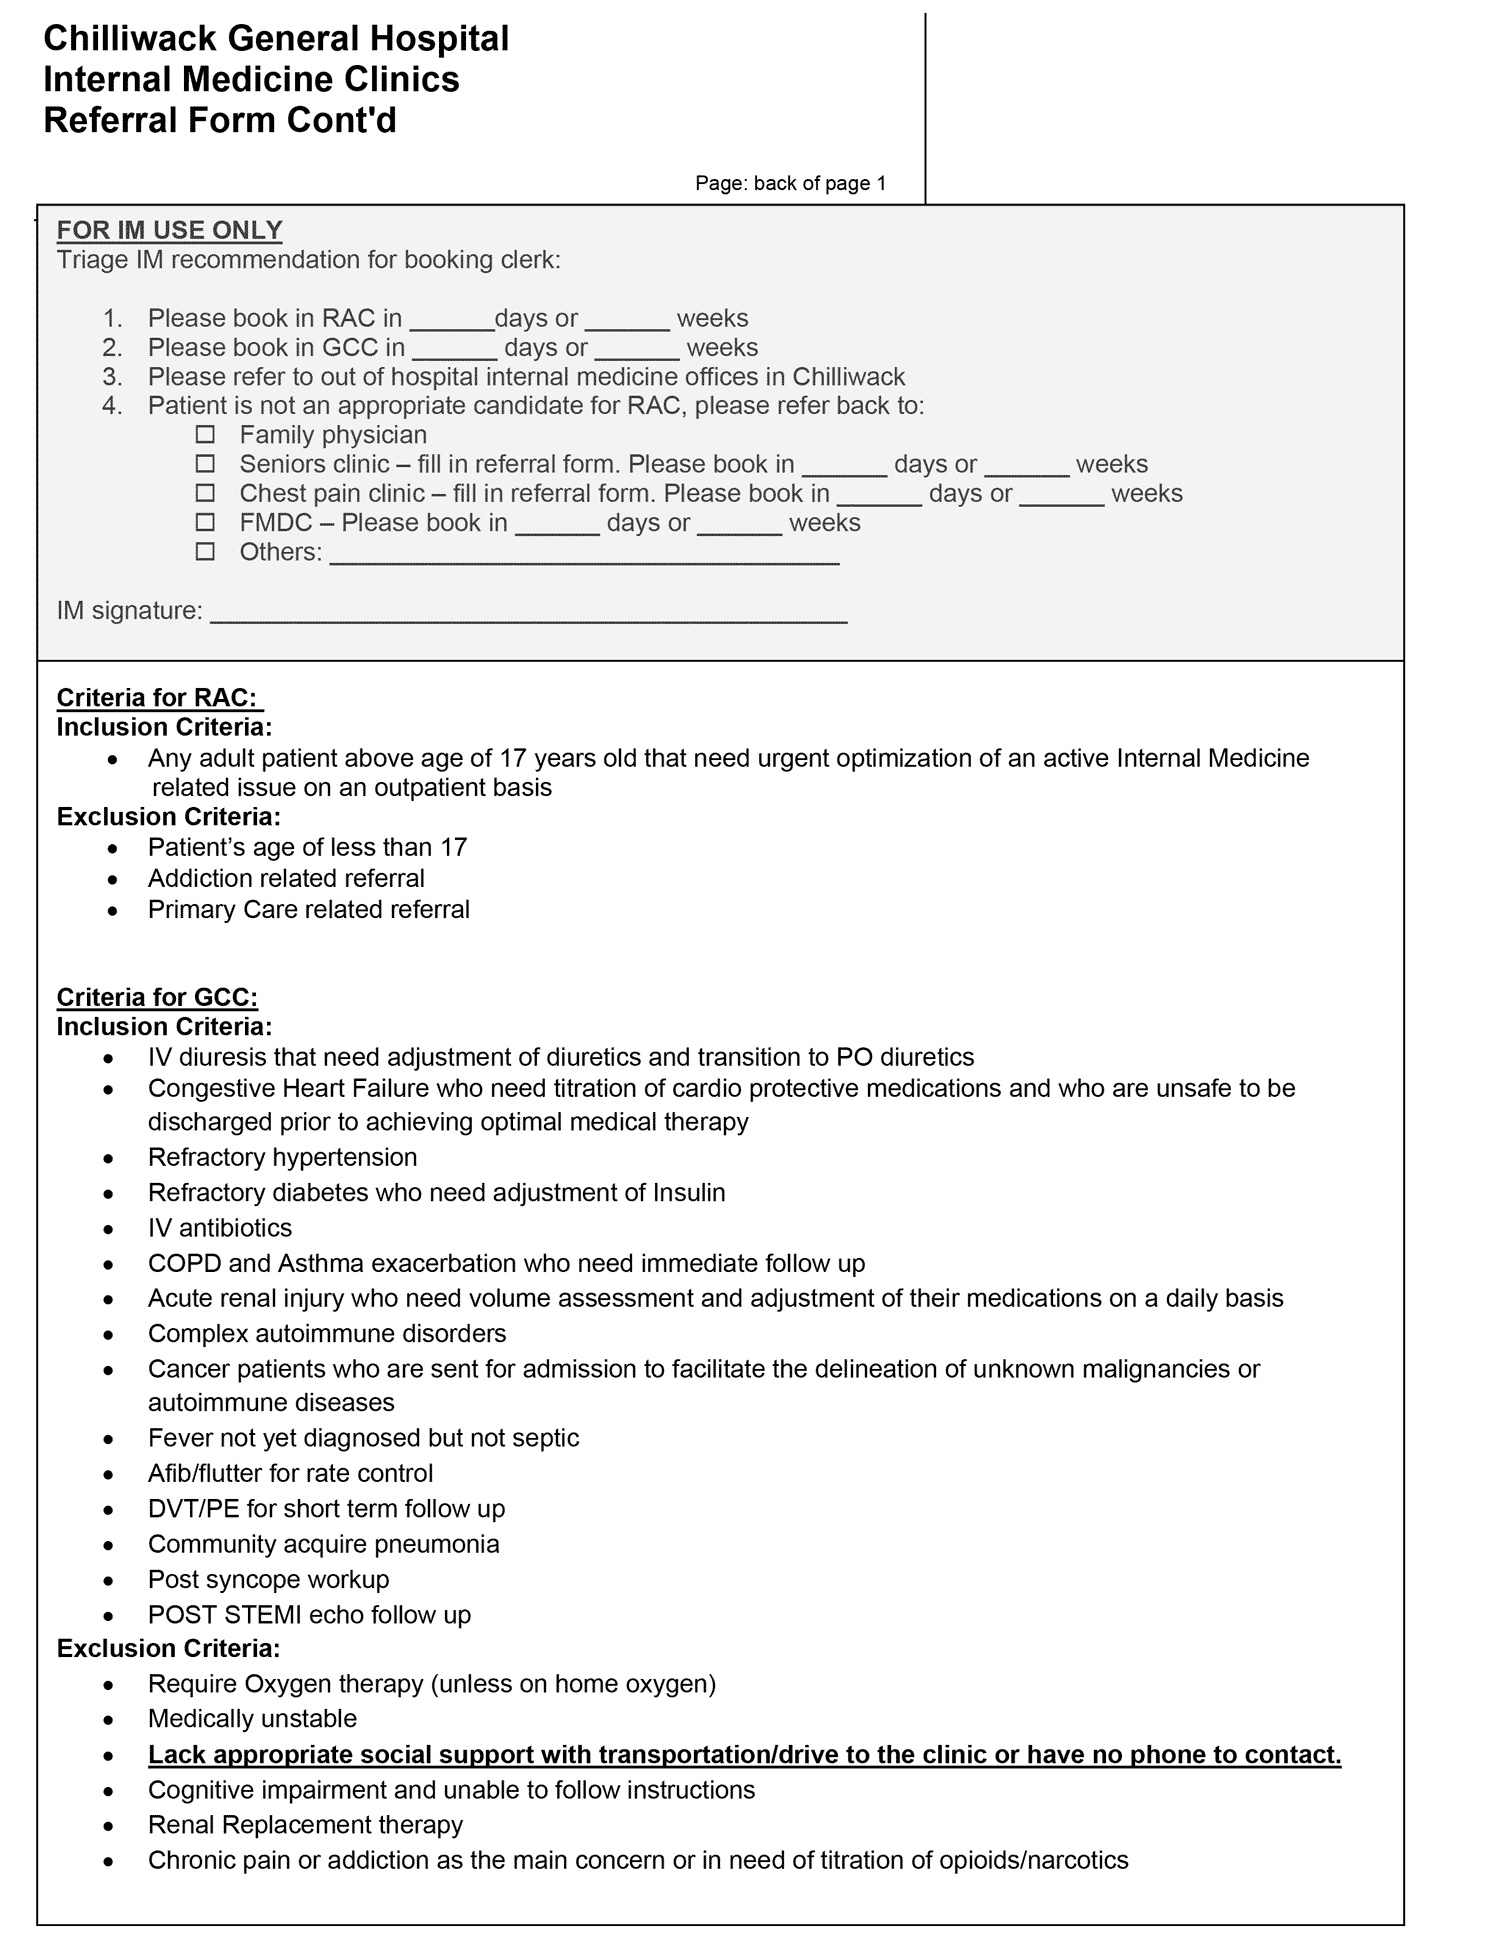 Chilliwack General Hospital
Internal Medicine Clinics
Referral Form Cont'd
Page: back of page 1
FOR IM USE ONLY
Triage IM recommendation for booking clerk:
1. Please book in RAC in ______days or ______ weeks
2. Please book in GCC in ______ days or ______ weeks
3. Please refer to out of hospital internal medicine offices in Chilliwack
4. Patient is not an appropriate candidate for RAC, please refer back to:
☐ Family physician
☐ Seniors clinic – fill in referral form. Please book in ______ days or ______ weeks
☐ Chest pain clinic – fill in referral form. Please book in ______ days or ______ weeks
☐ FMDC – Please book in ______ days or ______ weeks
☐ Others: ____________________________________
IM signature: _____________________________________________
Criteria for RAC:
Inclusion Criteria:
• Any adult patient above age of 17 years old that need urgent optimization of an active Internal Medicine
related issue on an outpatient basis
Exclusion Criteria:
• Patient’s age of less than 17
• Addiction related referral
• Primary Care related referral
Criteria for GCC:
Inclusion Criteria:
• IV diuresis that need adjustment of diuretics and transition to PO diuretics
• Congestive Heart Failure who need titration of cardio protective medications and who are unsafe to be
discharged prior to achieving optimal medical therapy
• Refractory hypertension
• Refractory diabetes who need adjustment of Insulin
• IV antibiotics
• COPD and Asthma exacerbation who need immediate follow up
• Acute renal injury who need volume assessment and adjustment of their medications on a daily basis
• Complex autoimmune disorders
• Cancer patients who are sent for admission to facilitate the delineation of unknown malignancies or
autoimmune diseases
• Fever not yet diagnosed but not septic
• Afib/flutter for rate control
• DVT/PE for short term follow up
• Community acquire pneumonia
• Post syncope workup
• POST STEMI echo follow up
Exclusion Criteria:
• Require Oxygen therapy (unless on home oxygen)
• Medically unstable
• Lack appropriate social support with transportation/drive to the clinic or have no phone to contact.
• Cognitive impairment and unable to follow instructions
• Renal Replacement therapy
• Chronic pain or addiction as the main concern or in need of titration of opioids/narcotics